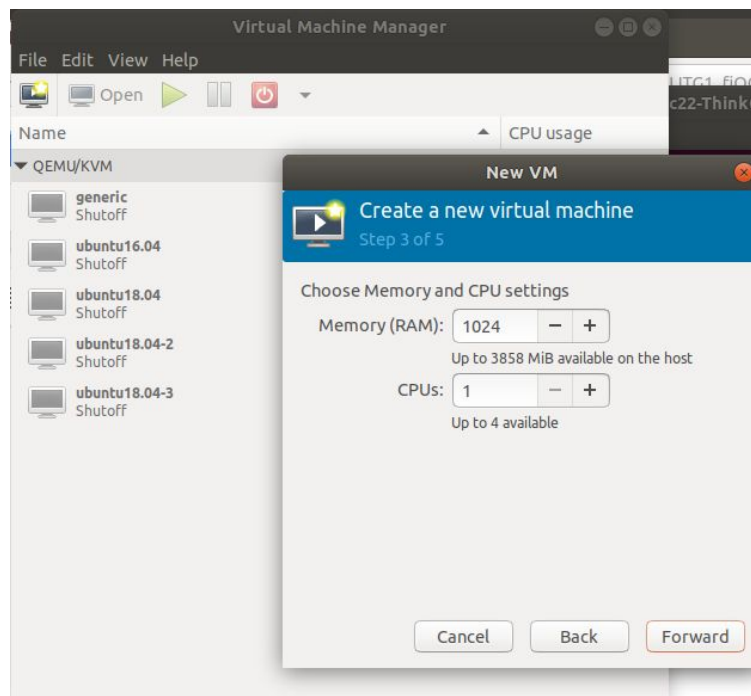 Virtual Machine Manager
File Edit View Help
Open
Name CPU usage
QEMU/KVM
generic
Shutoff
ubuntu16.04
Shutoff
ubuntu18.04
Shutoff
ubuntu18.04-2
Shutoff
ubuntu18.04-3
Shutoff
c22-Think
New VM
Create a new virtual machine
Step 3 of 5
Choose Memory and CPU settings
Memory (RAM): 1024 − +
Up to 3858 MiB available on the host
CPUs: 1 − +
Up to 4 available
Cancel Back Forward